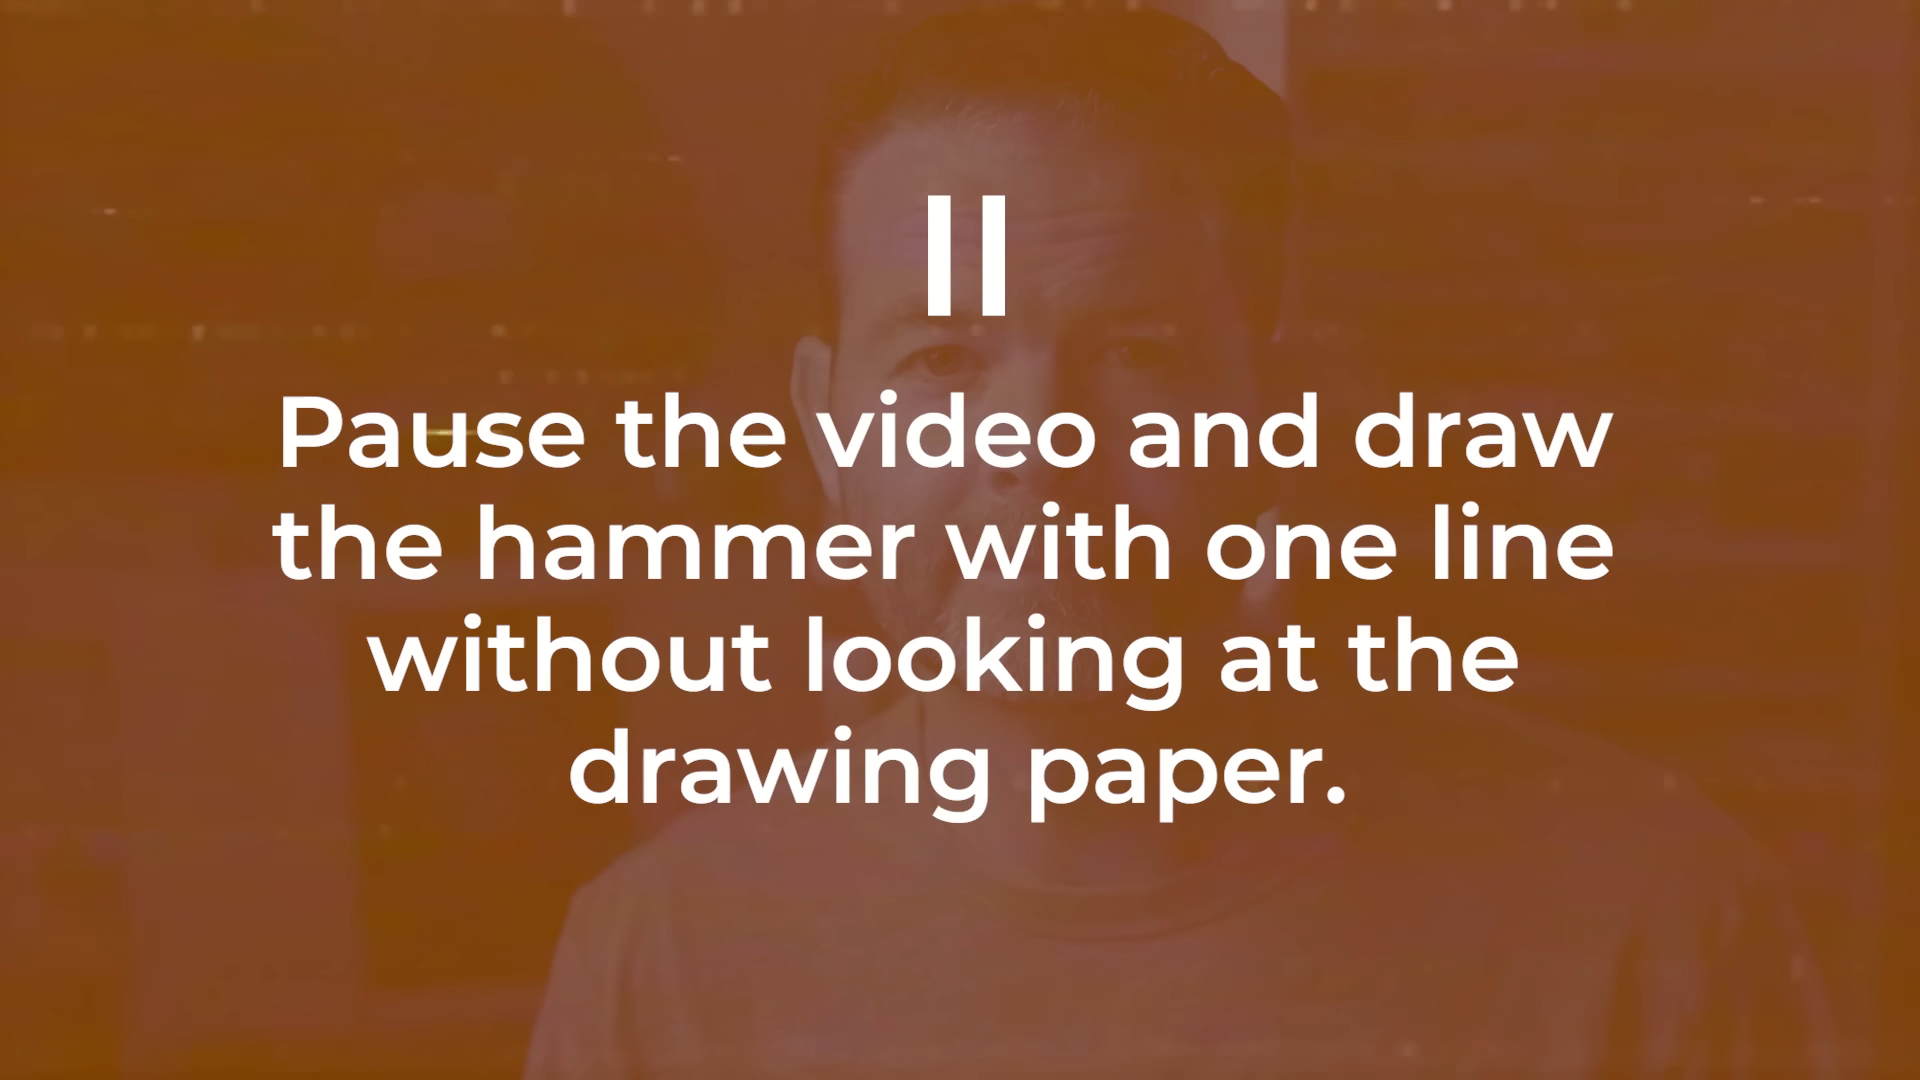 Pause the video and draw
the hammer with one line
without looking at the
drawing paper.